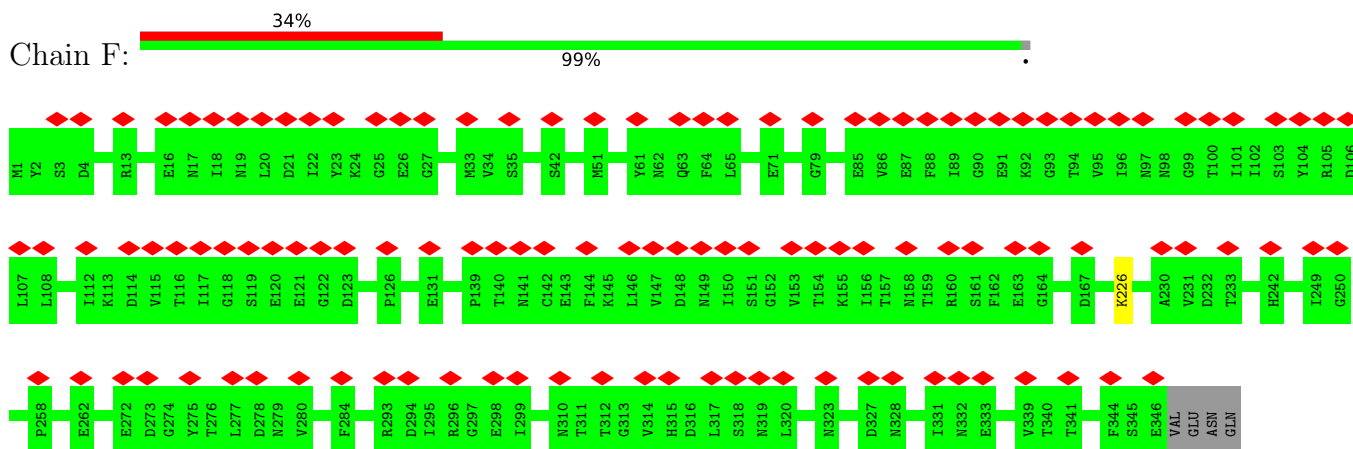 34%
Chain F:
99%
.
M1 Y2 S3 D4 R13 E16 N17 I18 N19 L20 D21 I22 Y23 K24 G25 E26 G27 M33 V34 S35 S42 M51 Y61 N62 Q63 F64 L65 E71 G79 E85 V86 E87 F88 I89 G90 E91 K92 G93 T94 V95 I96 N97 N98 G99 T100 I101 I102 S103 Y104 R105 D106
L107 L108 I112 K113 D114 V115 T116 I117 G118 S119 E120 E121 G122 D123 P126 E131 P139 T140 N141 C142 E143 F144 K145 L146 V147 D148 N149 I150 S151 G152 V153 T154 K155 I156 T157 N158 T159 R160 S161 F162 E163 G164 D167 K226 A230 V231 D232 T233 H242 I249 G250
P258 E262 E272 D273 G274 Y275 T276 L277 D278 N279 V280 F284 R293 D294 I295 R296 G297 E298 I299 N310 T311 T312 G313 V314 H315 D316 L317 S318 N319 L320 N323 D327 N328 I331 N332 E333 V339 T340 T341 F344 S345 E346 VAL GLU ASN GLN